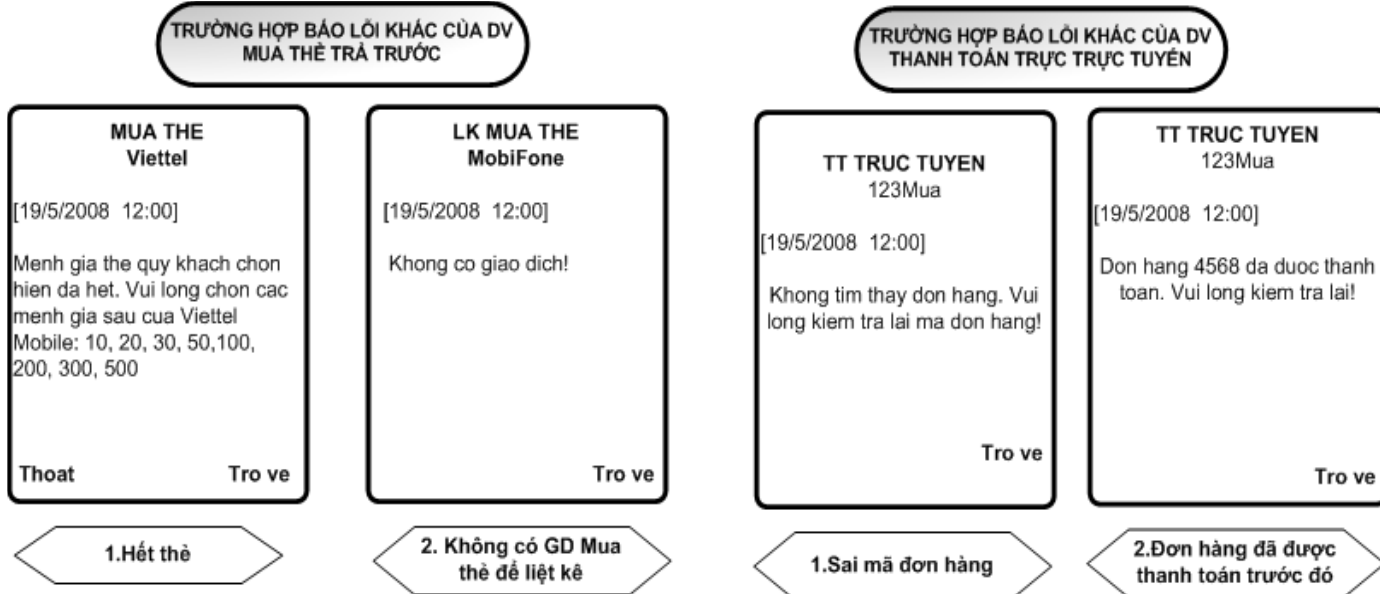 TRƯỜNG HỢP BÁO LỖI KHÁC CỦA DV
MUA THẺ TRẢ TRƯỚC
MUA THE
Viettel
[19/5/2008 12:00]
Menh gia the quy khach chon
hien da het. Vui long chon cac
menh gia sau cua Viettel
Mobile: 10, 20, 30, 50,100,
200, 300, 500
Thoat Tro ve
1.Hết thẻ
LK MUA THE
MobiFone
[19/5/2008 12:00]
Khong co giao dich!
Tro ve
2. Không có GD Mua
thẻ để liệt kê
TRƯỜNG HỢP BÁO LỖI KHÁC CỦA DV
THANH TOÁN TRỰC TRỰC TUYẾN
TT TRUC TUYEN
123Mua
[19/5/2008 12:00]
Khong tim thay don hang. Vui
long kiem tra lai ma don hang!
Tro ve
1.Sai mã đơn hàng
TT TRUC TUYEN
123Mua
[19/5/2008 12:00]
Don hang 4568 da duoc thanh
toan. Vui long kiem tra lai!
Tro ve
2.Đơn hàng đã được
thanh toán trước đó